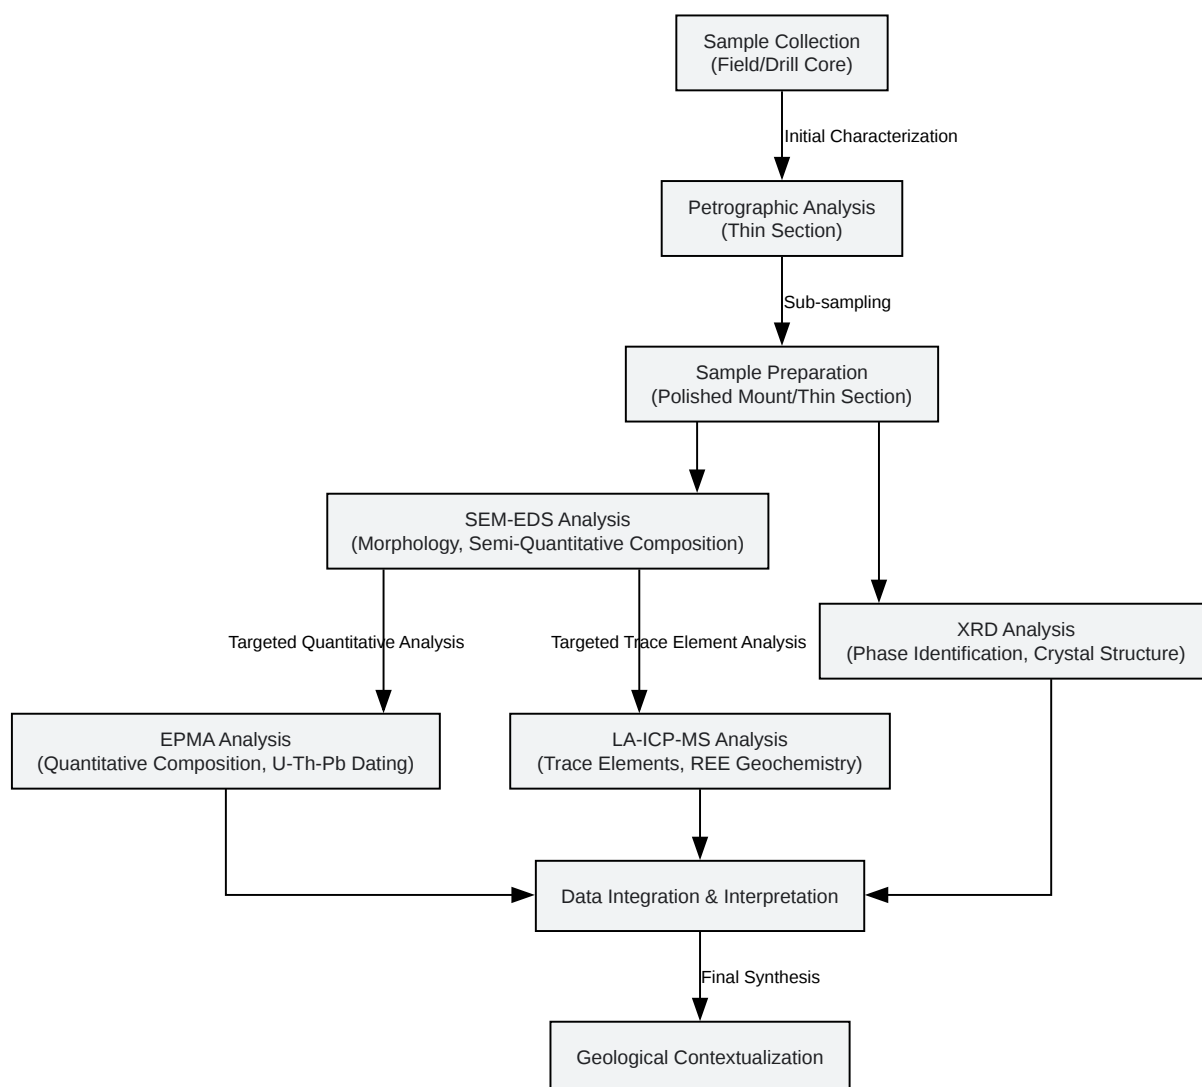 Sample Collection
(Field/Drill Core)
Initial Characterization
Petrographic Analysis
(Thin Section)
Sub-sampling
Sample Preparation
(Polished Mount/Thin Section)
SEM-EDS Analysis
(Morphology, Semi-Quantitative Composition)
XRD Analysis
(Phase Identification, Crystal Structure)
Targeted Quantitative Analysis
Targeted Trace Element Analysis
EPMA Analysis
(Quantitative Composition, U-Th-Pb Dating)
LA-ICP-MS Analysis
(Trace Elements, REE Geochemistry)
Data Integration & Interpretation
Final Synthesis
Geological Contextualization